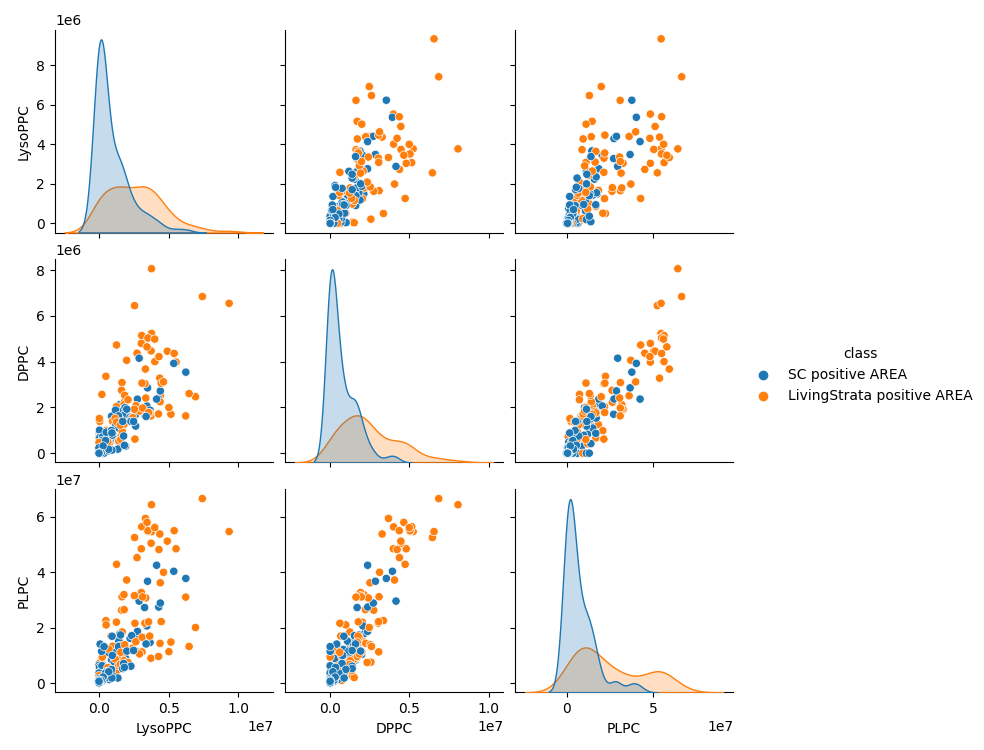 1e6
8
6
4
2
0
LysoPPC
1e6
8
6
4
2
0
DPPC
class
SC positive AREA
LivingStrata positive AREA
1e7
6
4
2
0
PLPC
0.0 0.5 1.0
1e7
LysoPPC
0.0 0.5 1.0
1e7
DPPC
0 5
1e7
PLPC